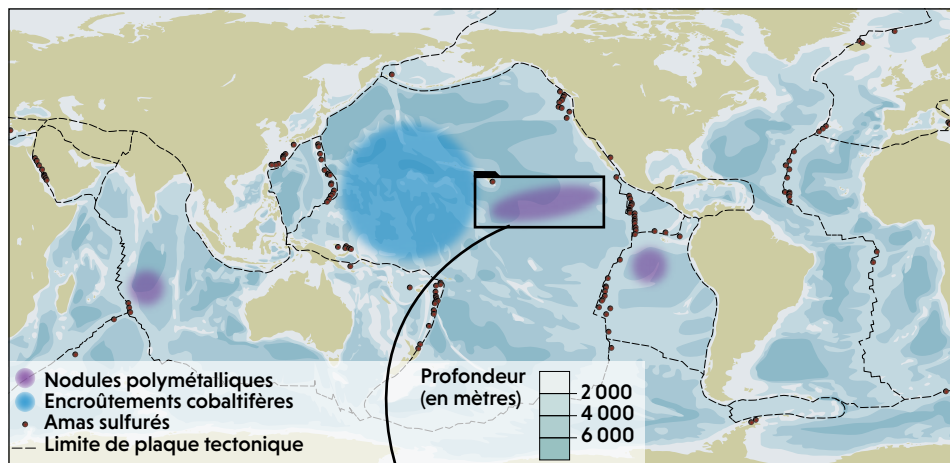 Nodules polymétalliques
Encroûtements cobaltifères
Amas sulfurés
Limite de plaque tectonique
Profondeur
(en mètres)
2 000
4 000
6 000